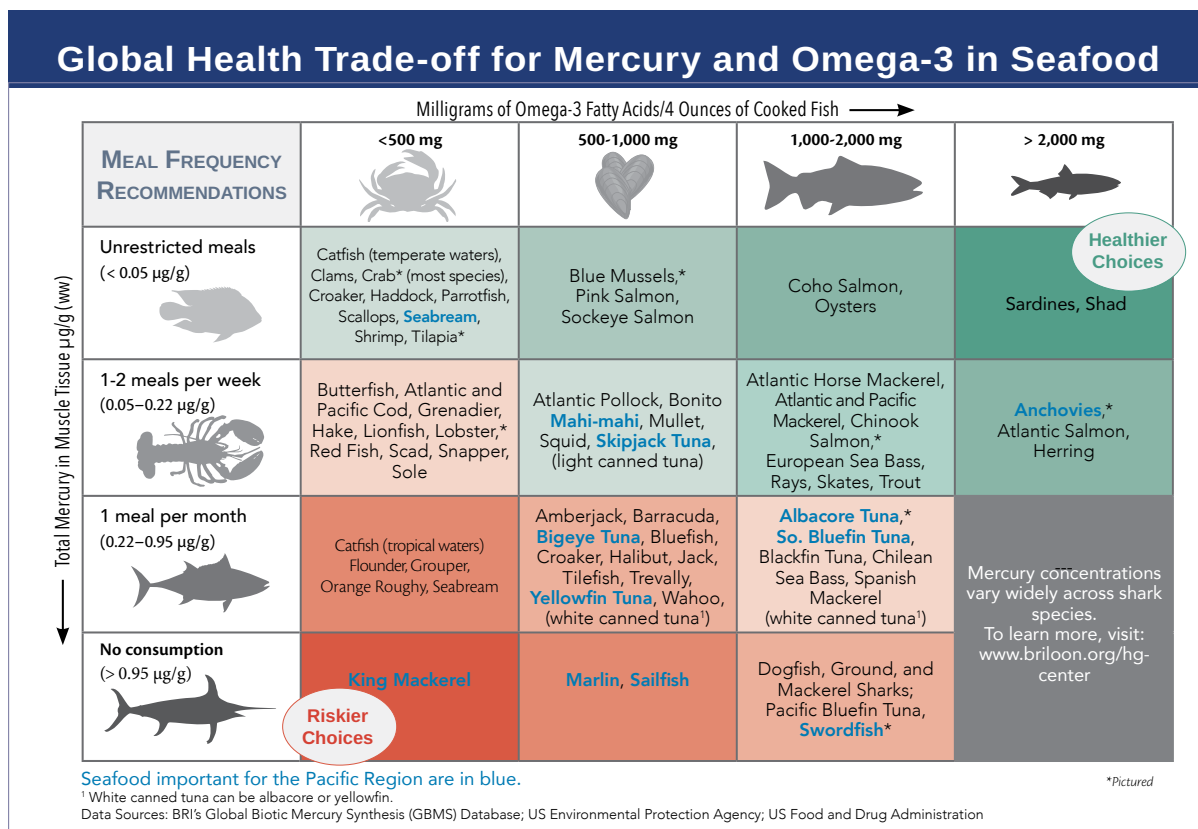 Global Health Trade-off for Mercury and Omega-3 in Seafood
Milligrams of Omega-3 Fatty Acids/4 Ounces of Cooked Fish
MEAL FREQUENCY
RECOMMENDATIONS
<500 mg
500-1,000 mg
1,000-2,000 mg
> 2,000 mg
Total Mercury in Muscle Tissue µg/g (ww)
Healthier
Choices
Unrestricted meals
(< 0.05 µg/g)
Catfish (temperate waters),
Clams, Crab* (most species),
Croaker, Haddock, Parrotfish,
Scallops, Seabream,
Shrimp, Tilapia*
Blue Mussels,*
Pink Salmon,
Sockeye Salmon
Coho Salmon,
Oysters
Sardines, Shad
1-2 meals per week
(0.05–0.22 µg/g)
Butterfish, Atlantic and
Pacific Cod, Grenadier,
Hake, Lionfish, Lobster,*
Red Fish, Scad, Snapper,
Sole
Atlantic Pollock, Bonito
Mahi-mahi, Mullet,
Squid, Skipjack Tuna,
(light canned tuna)
Atlantic Horse Mackerel,
Atlantic and Pacific
Mackerel, Chinook
Salmon,*
European Sea Bass,
Rays, Skates, Trout
Anchovies,*
Atlantic Salmon,
Herring
1 meal per month
(0.22–0.95 µg/g)
Catfish (tropical waters)
Flounder, Grouper,
Orange Roughy, Seabream
Amberjack, Barracuda,
Bigeye Tuna, Bluefish,
Croaker, Halibut, Jack,
Tilefish, Trevally,
Yellowfin Tuna, Wahoo,
(white canned tuna¹)
Albacore Tuna,*
So. Bluefin Tuna,
Blackfin Tuna, Chilean
Sea Bass, Spanish
Mackerel
(white canned tuna¹)
---
Mercury concentrations
vary widely across shark
species.
To learn more, visit:
www.briloon.org/hg-
center
No consumption
(> 0.95 µg/g)
Riskier
Choices
King Mackerel
Marlin, Sailfish
Dogfish, Ground, and
Mackerel Sharks;
Pacific Bluefin Tuna,
Swordfish*
Seafood important for the Pacific Region are in blue.
*Pictured
¹ White canned tuna can be albacore or yellowfin.
Data Sources: BRI's Global Biotic Mercury Synthesis (GBMS) Database; US Environmental Protection Agency; US Food and Drug Administration